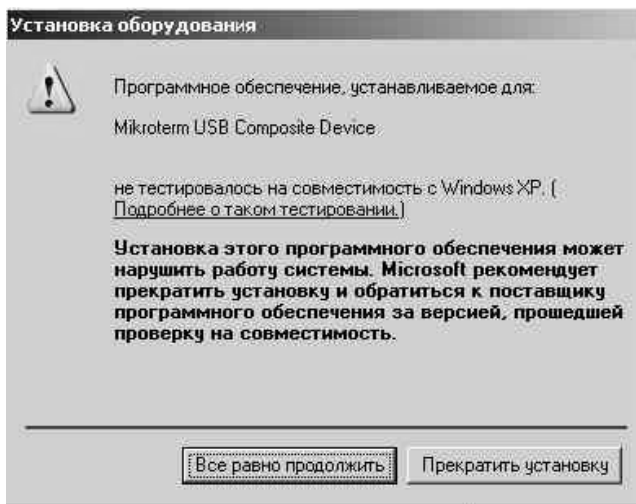 Установка оборудования
Программное обеспечение, устанавливаемое для:
Mikroterm USB Composite Device
не тестировалось на совместимость с Windows XP. (
Подробнее о таком тестировании.)
Установка этого программного обеспечения может
нарушить работу системы. Microsoft рекомендует
прекратить установку и обратиться к поставщику
программного обеспечения за версией, прошедшей
проверку на совместимость.
Все равно продолжить
Прекратить установку